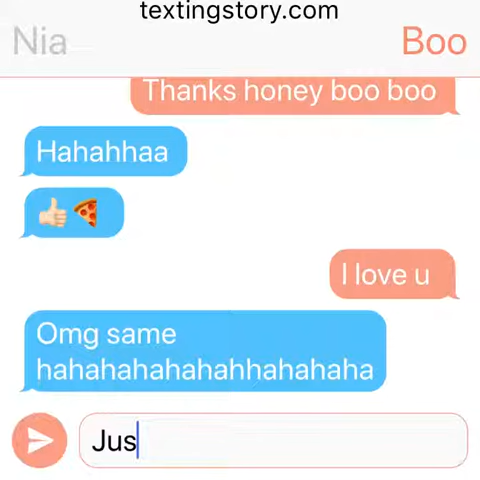 textingstory.com
Nia
Boo
Thanks honey boo boo
Hahahhaa
👍🏻🍕
I love u
Omg same
hahahahahahahhahahaha
Jus